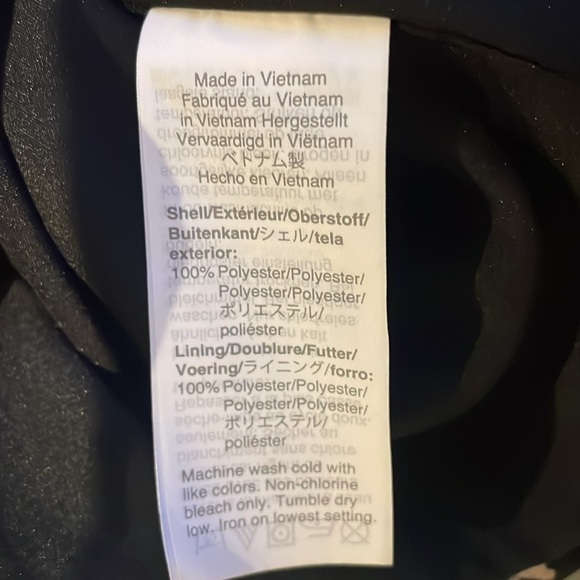 Made in Vietnam
Fabriqué au Vietnam
in Vietnam Hergestellt
Vervaardigd in Viëtnam
ベトナム製
Hecho en Vietnam
Shell/Extérieur/Oberstoff/
Buitenkant/シェル/tela
exterior:
100% Polyester/Polyester/
Polyester/Polyester/
ポリエステル/
poliéster
Lining/Doublure/Futter/
Voering/ライニング/forro:
100% Polyester/Polyester/
Polyester/Polyester/
ポリエステル/
poliéster
Machine wash cold with
like colors. Non-chlorine
bleach only. Tumble dry
low. Iron on lowest setting.